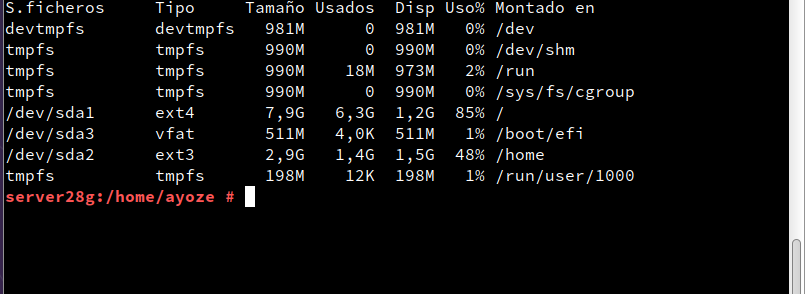 S.ficheros     Tipo     Tamaño Usados  Disp Uso% Montado en
devtmpfs       devtmpfs   981M      0  981M   0% /dev
tmpfs          tmpfs      990M      0  990M   0% /dev/shm
tmpfs          tmpfs      990M    18M  973M   2% /run
tmpfs          tmpfs      990M      0  990M   0% /sys/fs/cgroup
/dev/sda1      ext4       7,9G   6,3G  1,2G  85% /
/dev/sda3      vfat       511M   4,0K  511M   1% /boot/efi
/dev/sda2      ext3       2,9G   1,4G  1,5G  48% /home
tmpfs          tmpfs      198M    12K  198M   1% /run/user/1000
server28g:/home/ayoze #